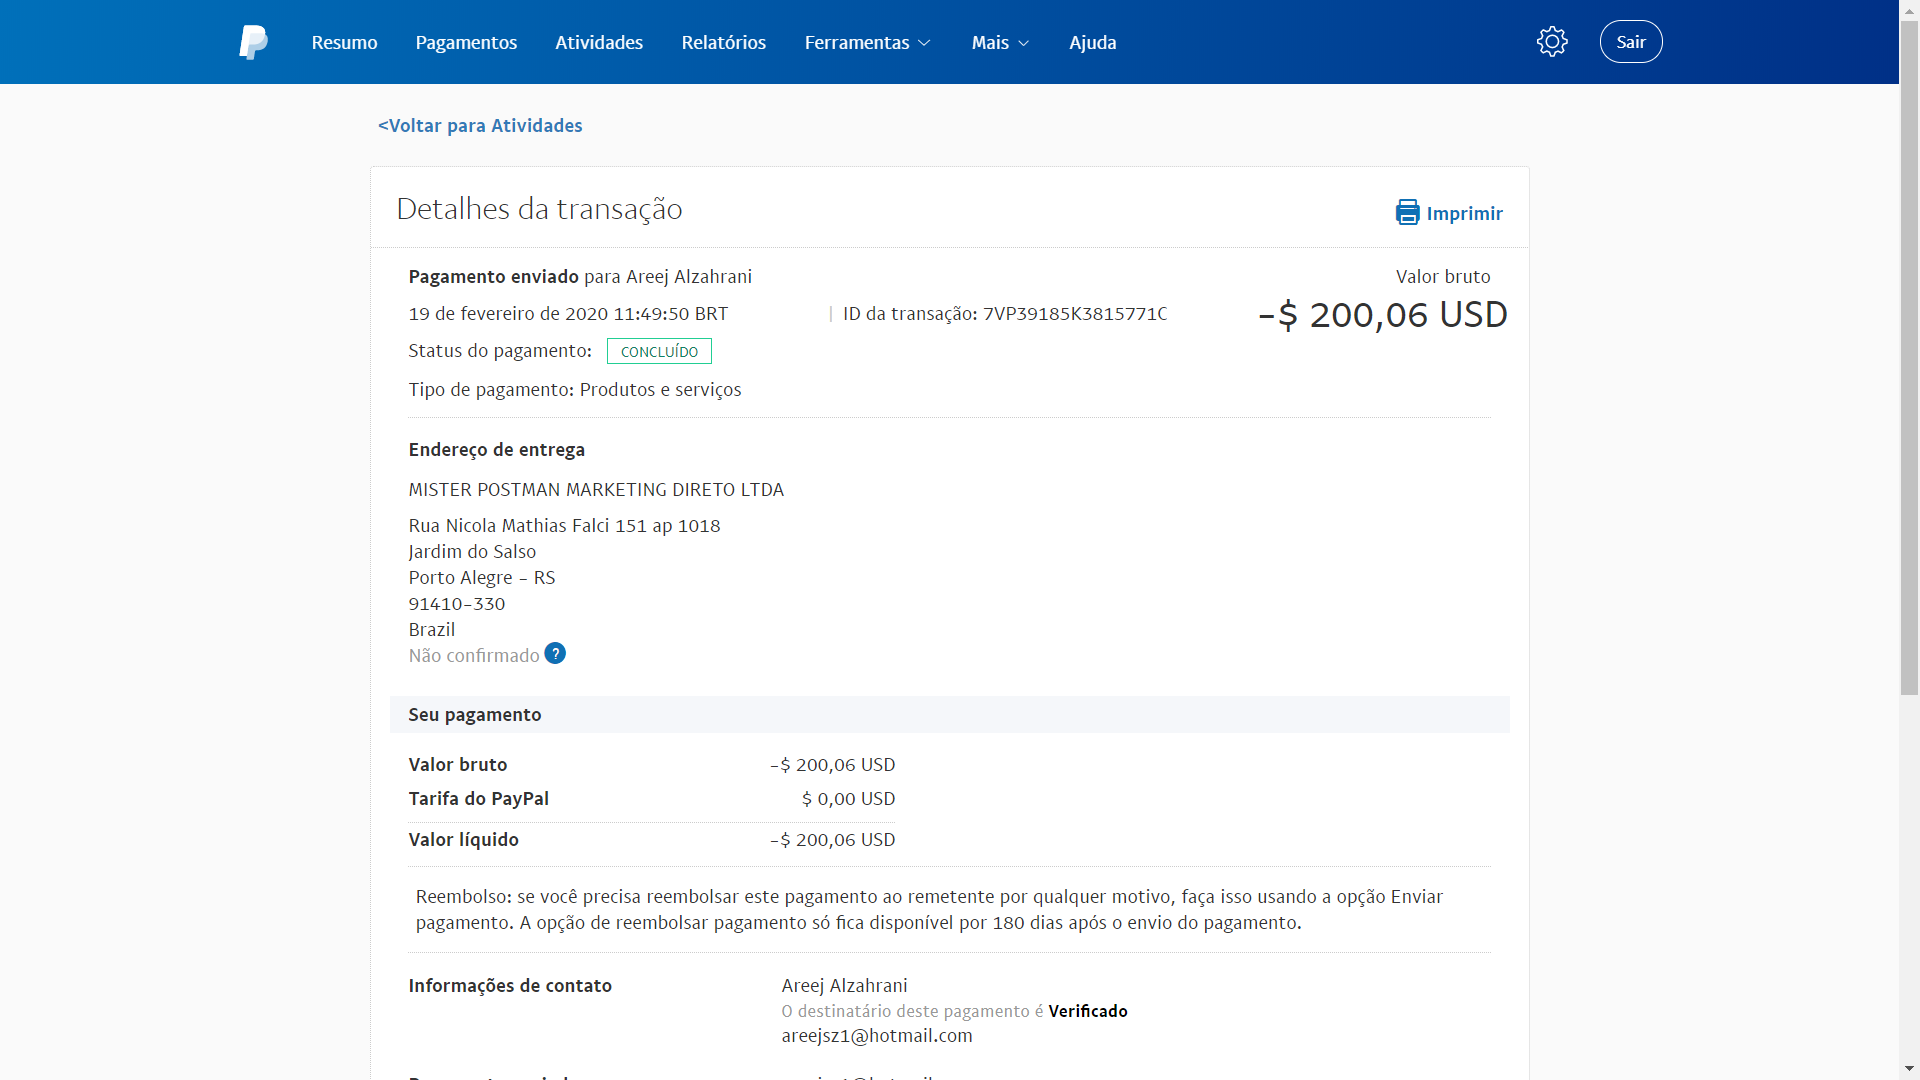 Resumo Pagamentos Atividades Relatórios Ferramentas Mais Ajuda Sair
<Voltar para Atividades
Detalhes da transação
Imprimir
Pagamento enviado para Areej Alzahrani
Valor bruto
19 de fevereiro de 2020 11:49:50 BRT | ID da transação: 7VP39185K3815771C
-$ 200,06 USD
Status do pagamento: CONCLUÍDO
Tipo de pagamento: Produtos e serviços
Endereço de entrega
MISTER POSTMAN MARKETING DIRETO LTDA
Rua Nicola Mathias Falci 151 ap 1018
Jardim do Salso
Porto Alegre - RS
91410-330
Brazil
Não confirmado ?
Seu pagamento
Valor bruto -$ 200,06 USD
Tarifa do PayPal $ 0,00 USD
Valor líquido -$ 200,06 USD
Reembolso: se você precisa reembolsar este pagamento ao remetente por qualquer motivo, faça isso usando a opção Enviar
pagamento. A opção de reembolsar pagamento só fica disponível por 180 dias após o envio do pagamento.
Informações de contato Areej Alzahrani
O destinatário deste pagamento é Verificado
areejsz1@hotmail.com